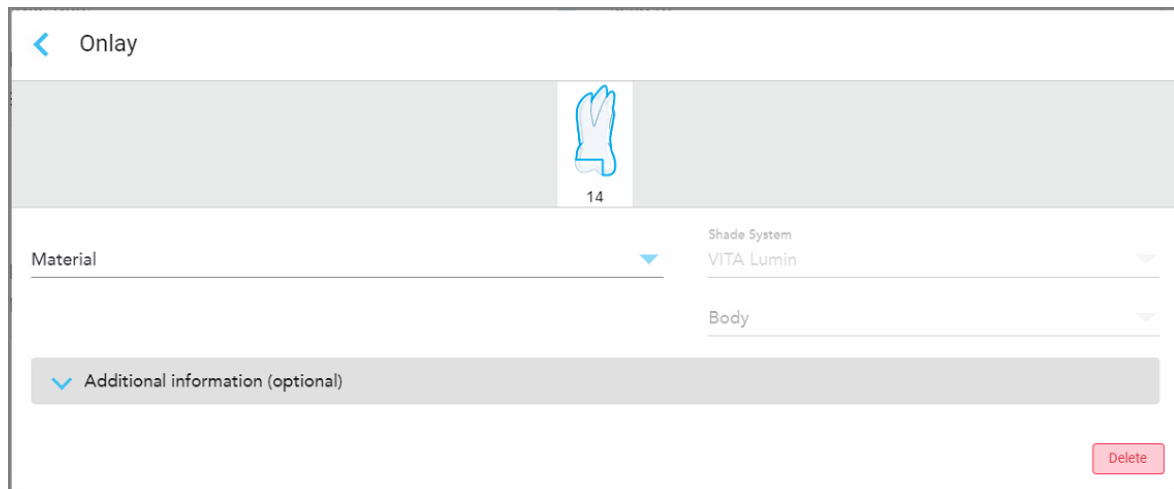 Onlay
14
Material
Shade System
VITA Lumin
Body
Additional information (optional)
Delete